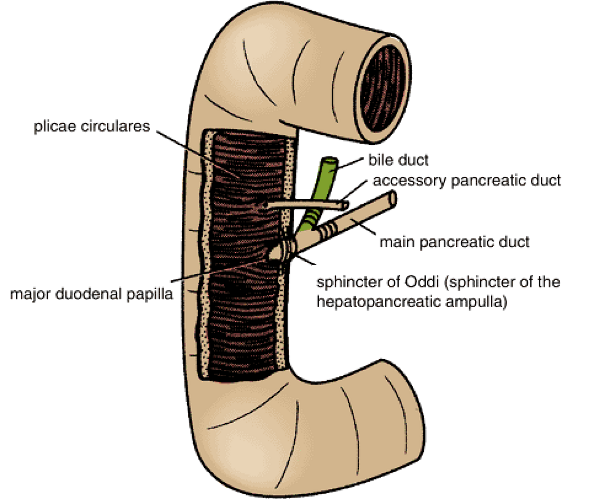 plicae circulares
bile duct
accessory pancreatic duct
main pancreatic duct
major duodenal papilla
sphincter of Oddi (sphincter of the
hepatopancreatic ampulla)